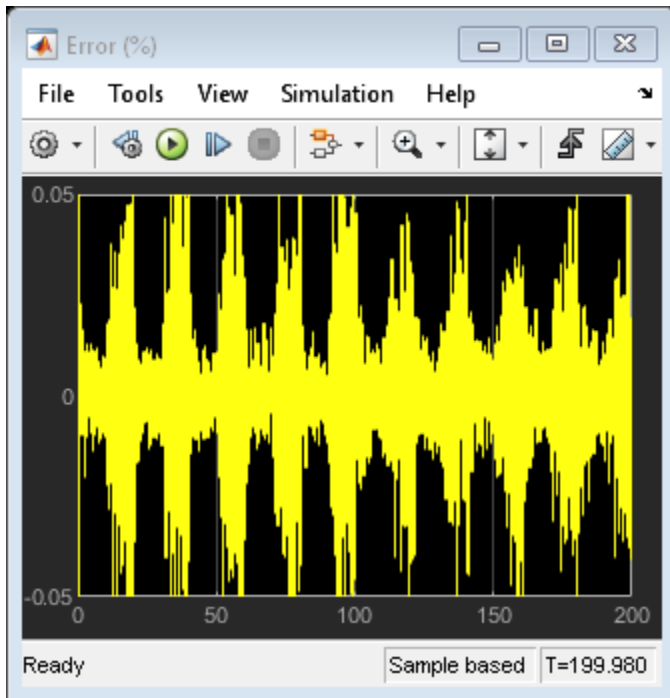 Error (%)
File Tools View Simulation Help
0.05
0
-0.05
0 50 100 150 200
Ready Sample based T=199.980